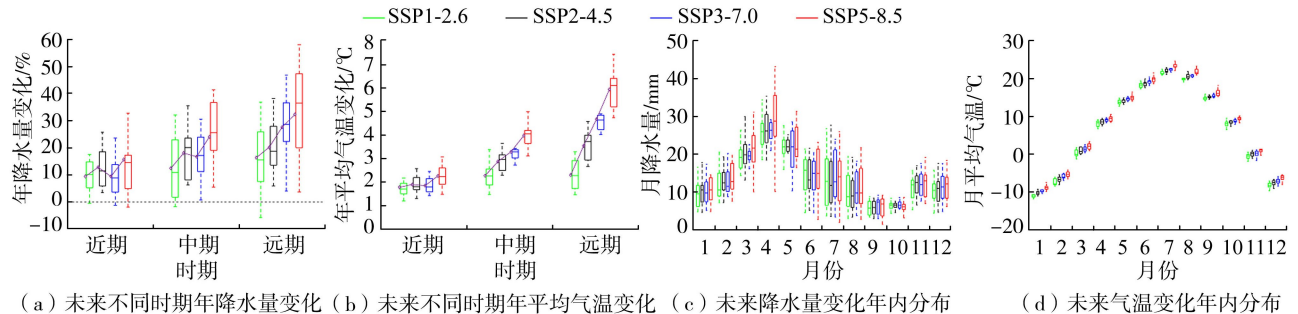 SSP1-2.6 SSP2-4.5 SSP3-7.0 SSP5-8.5
年降水量变化/%
60
50
40
30
20
10
0
-10
近期 中期 远期
时期
(a)未来不同时期年降水量变化
年平均气温变化/℃
8
7
6
5
4
3
2
1
0
近期 中期 远期
时期
(b)未来不同时期年平均气温变化
月降水量/mm
50
40
30
20
10
0
1 2 3 4 5 6 7 8 9 10 11 12
月份
(c)未来降水量变化年内分布
月平均气温/℃
30
20
10
0
-10
-20
1 2 3 4 5 6 7 8 9 10 11 12
月份
(d)未来气温变化年内分布